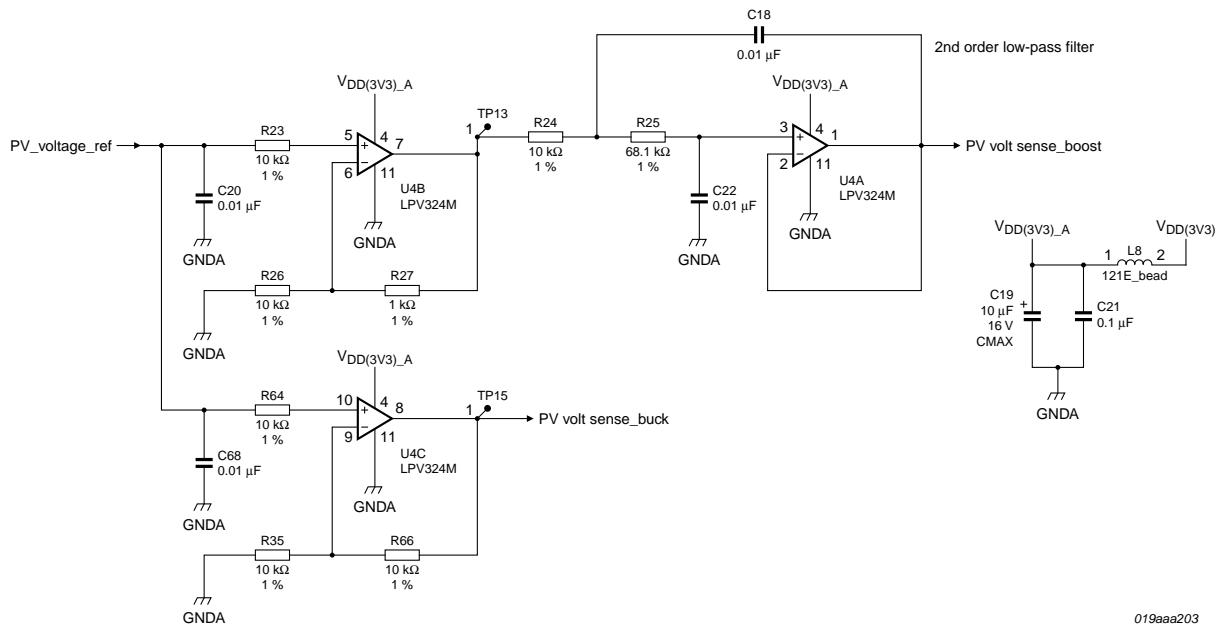 C18
0.01 μF
2nd order low-pass filter
VDD(3V3)_A
VDD(3V3)_A
TP13
1
PV_voltage_ref
R23
10 kΩ
1 %
5
4
7
+
−
6
11
U4B
LPV324M
R24
10 kΩ
1 %
R25
68.1 kΩ
1 %
3
4
1
+
−
2
11
U4A
LPV324M
PV volt sense_boost
C20
0.01 μF
GNDA
GNDA
C22
0.01 μF
GNDA
GNDA
R26
10 kΩ
1 %
R27
1 kΩ
1 %
GNDA
VDD(3V3)_A
VDD(3V3)
1
L8
2
121E_bead
C19
10 μF
16 V
CMAX
+
C21
0.1 μF
GNDA
VDD(3V3)_A
TP15
1
R64
10 kΩ
1 %
10
4
8
+
−
9
11
U4C
LPV324M
PV volt sense_buck
C68
0.01 μF
GNDA
GNDA
R35
10 kΩ
1 %
R66
10 kΩ
1 %
GNDA
019aaa203